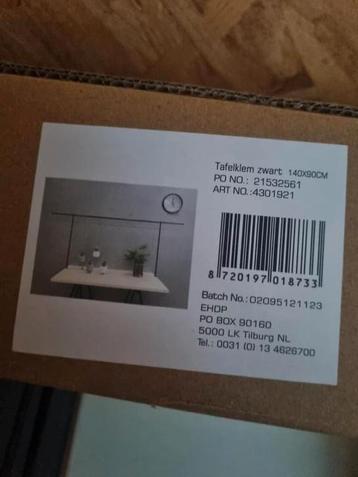 Tafelklem zwart 140X90CM
PO NO.: 21532561
ART NO.:4301921
8 720197 018733
Batch No.: 02095121123
EHOP
PO BOX 90160
5000 LK Tilburg NL
Tel.: 0031 (0) 13 4626700